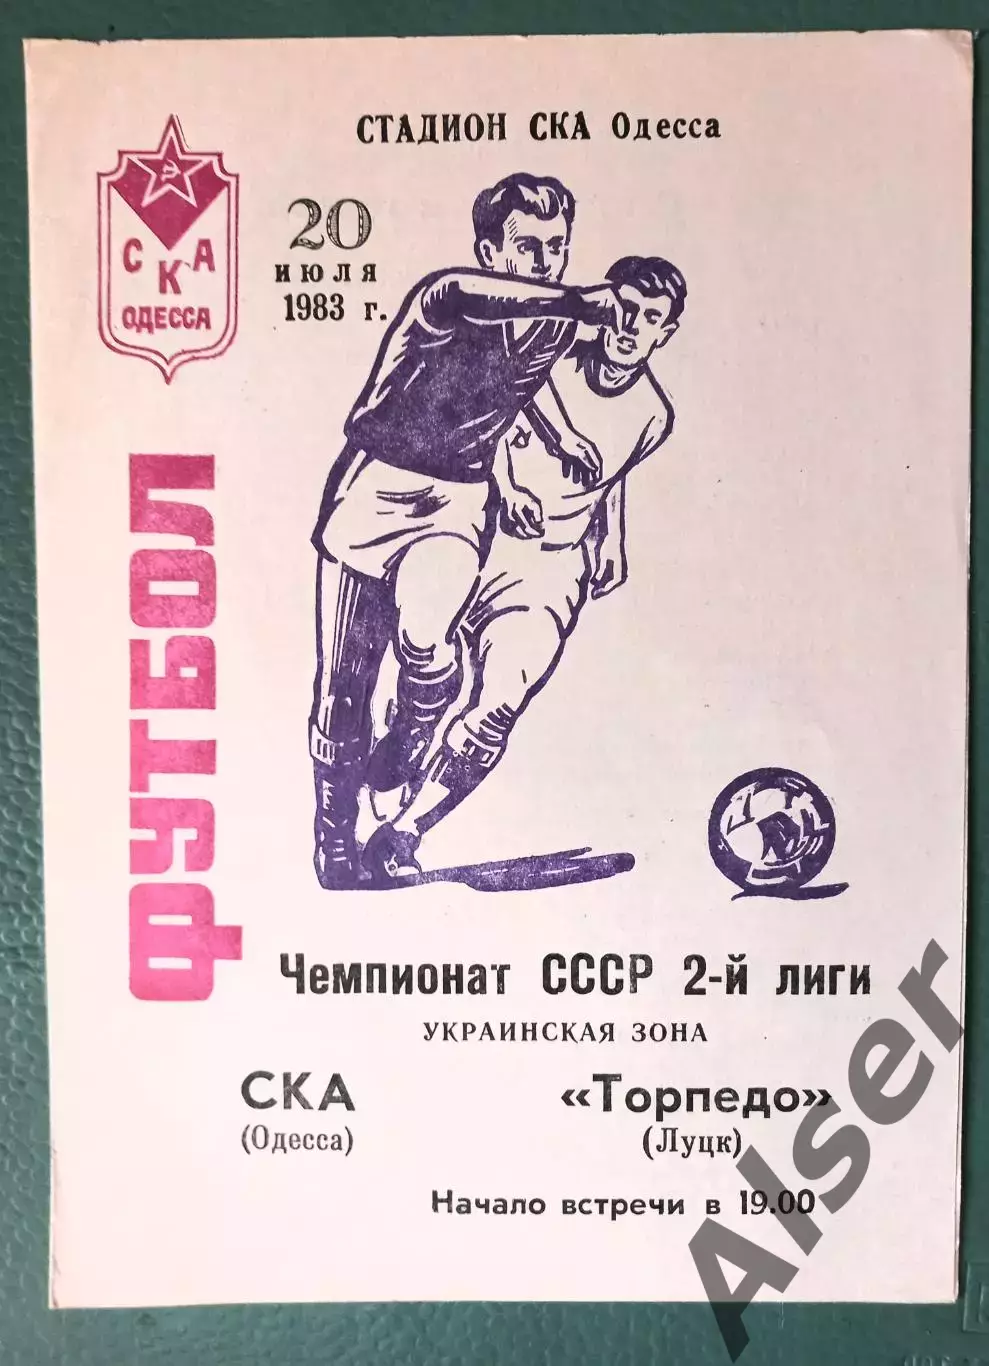 СТАДИОН СКА Одесса
СКА
ОДЕССА
20
июля
1983 г.
ФУТБОЛ
Чемпионат СССР 2-й лиги
УКРАИНСКАЯ ЗОНА
СКА «Торпедо»
(Одесса) (Луцк)
Начало встречи в 19.00
Alser